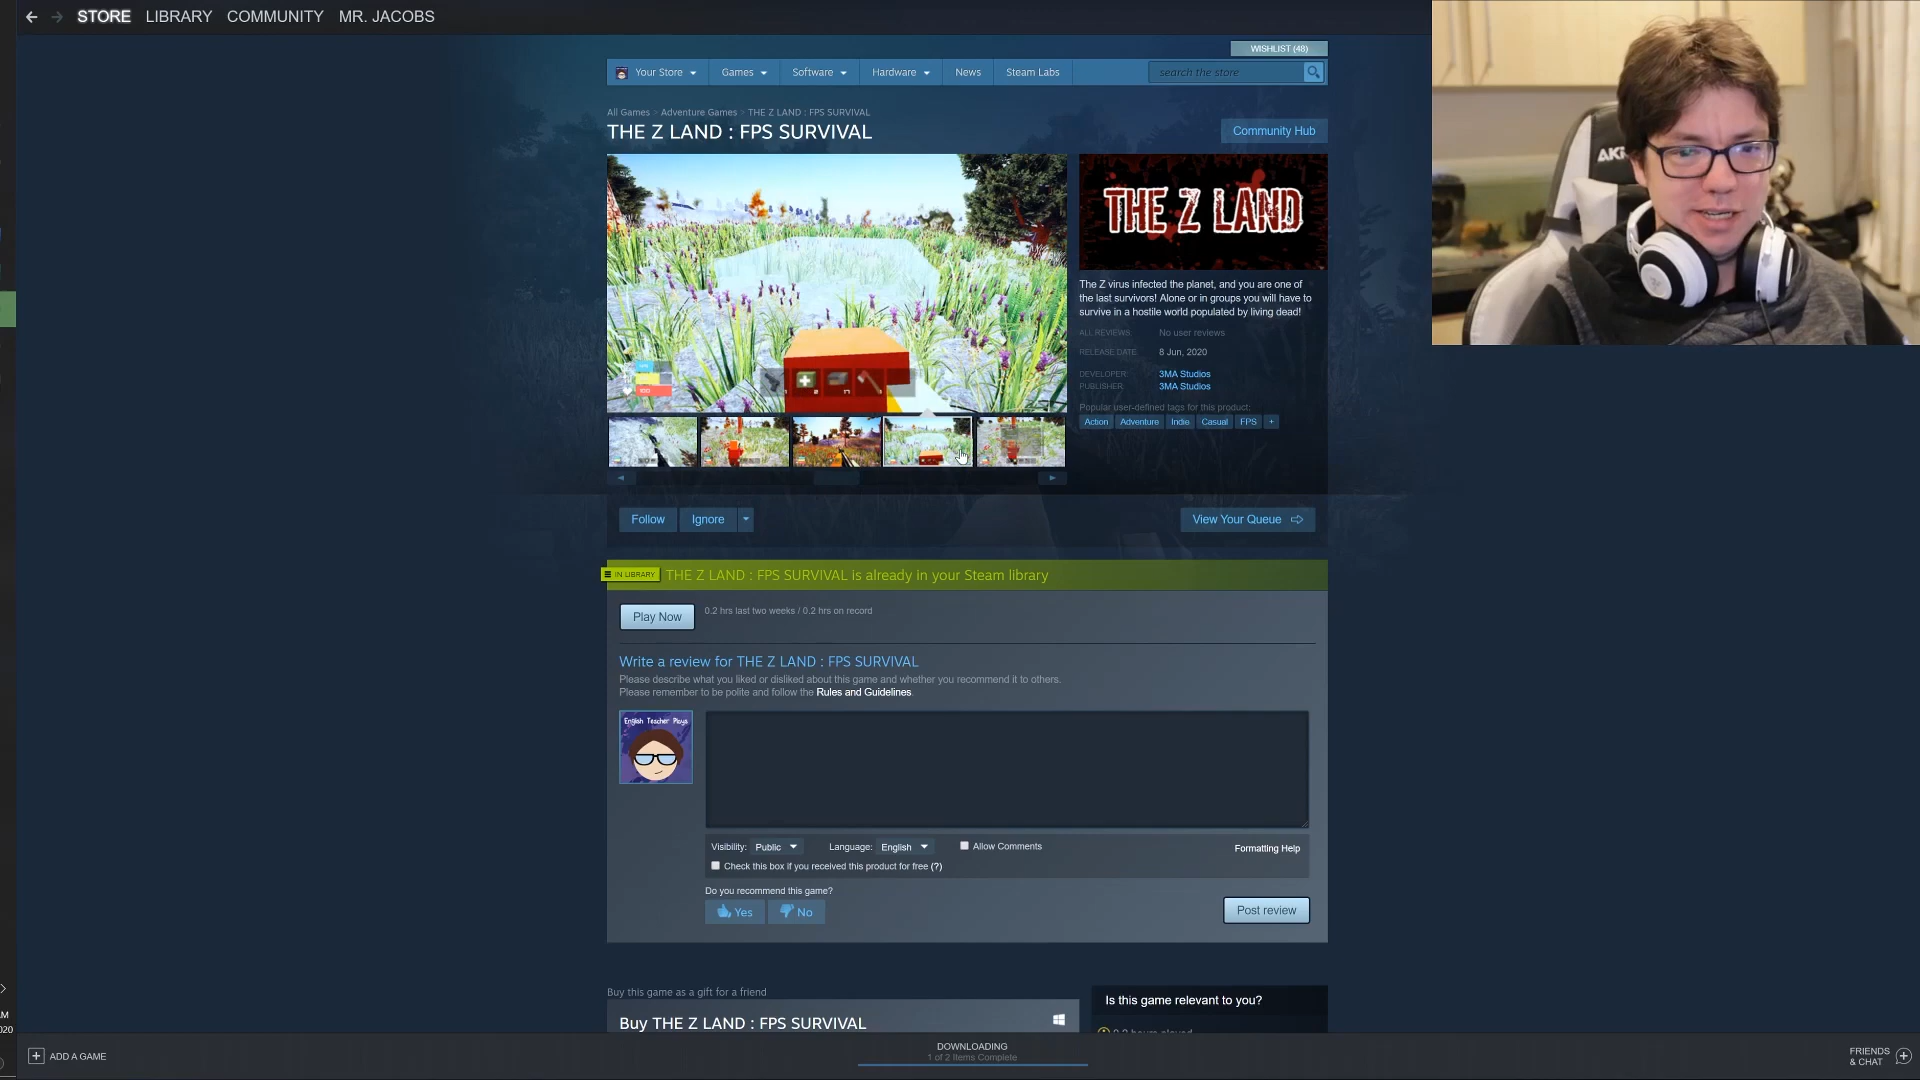 STORE LIBRARY COMMUNITY MR. JACOBS
WISHLIST (48)
Your Store Games Software Hardware News Steam Labs search the store
All Games > Adventure Games > THE Z LAND : FPS SURVIVAL
THE Z LAND : FPS SURVIVAL
Community Hub
THE Z LAND
The Z virus infected the planet, and you are one of
the last survivors! Alone or in groups you will have to
survive in a hostile world populated by living dead!
ALL REVIEWS: No user reviews
RELEASE DATE: 8 Jun, 2020
DEVELOPER: 3MA Studios
PUBLISHER: 3MA Studios
Popular user-defined tags for this product:
Action Adventure Indie Casual FPS +
Follow Ignore View Your Queue
IN LIBRARY THE Z LAND : FPS SURVIVAL is already in your Steam library
Play Now 0.2 hrs last two weeks / 0.2 hrs on record
Write a review for THE Z LAND : FPS SURVIVAL
Please describe what you liked or disliked about this game and whether you recommend it to others.
Please remember to be polite and follow the Rules and Guidelines.
English Teacher Plays
Visibility: Public Language: English Allow Comments Formatting Help
Check this box if you received this product for free (?)
Do you recommend this game?
Yes No Post review
Buy this game as a gift for a friend
Buy THE Z LAND : FPS SURVIVAL
Is this game relevant to you?
ADD A GAME
DOWNLOADING
1 of 2 Items Complete
FRIENDS
& CHAT